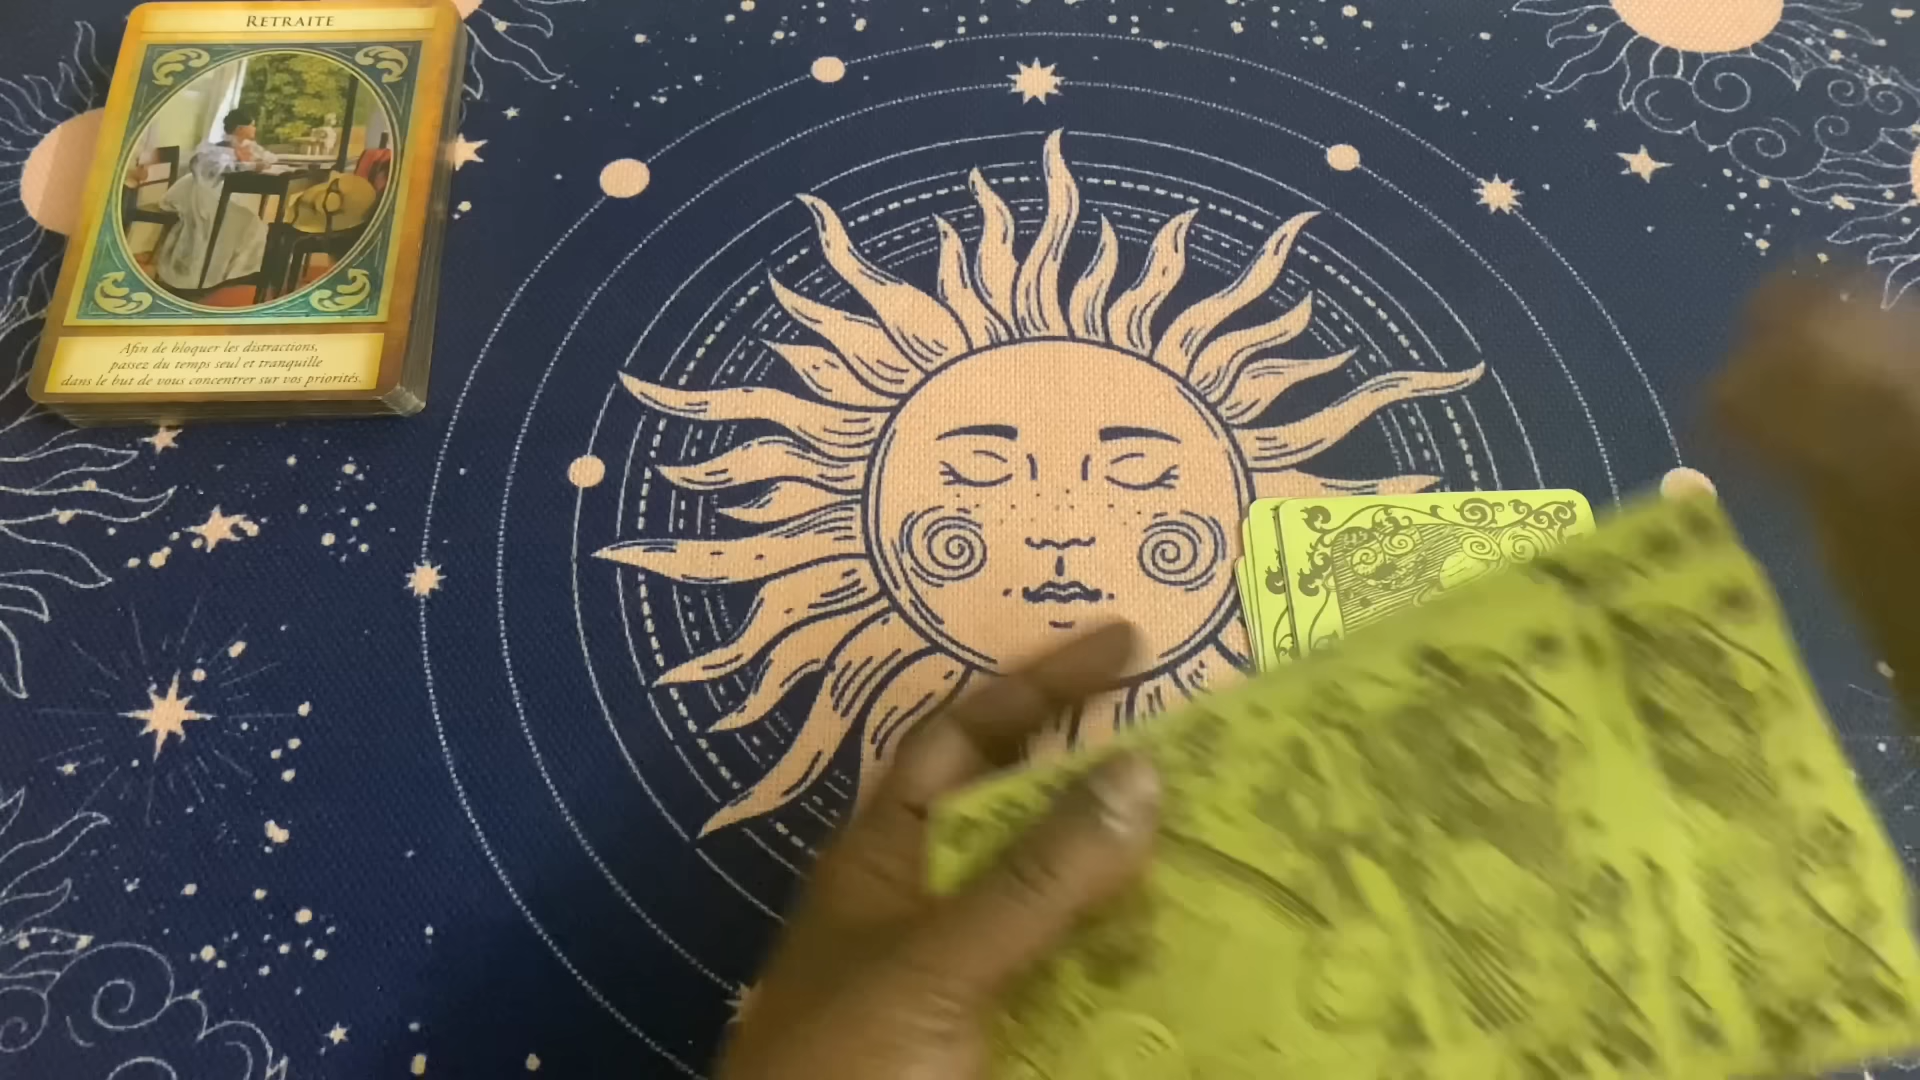 RETRAITE
Afin de bloquer les distractions,
passez du temps seul et tranquille
dans le but de vous concentrer sur vos priorités.